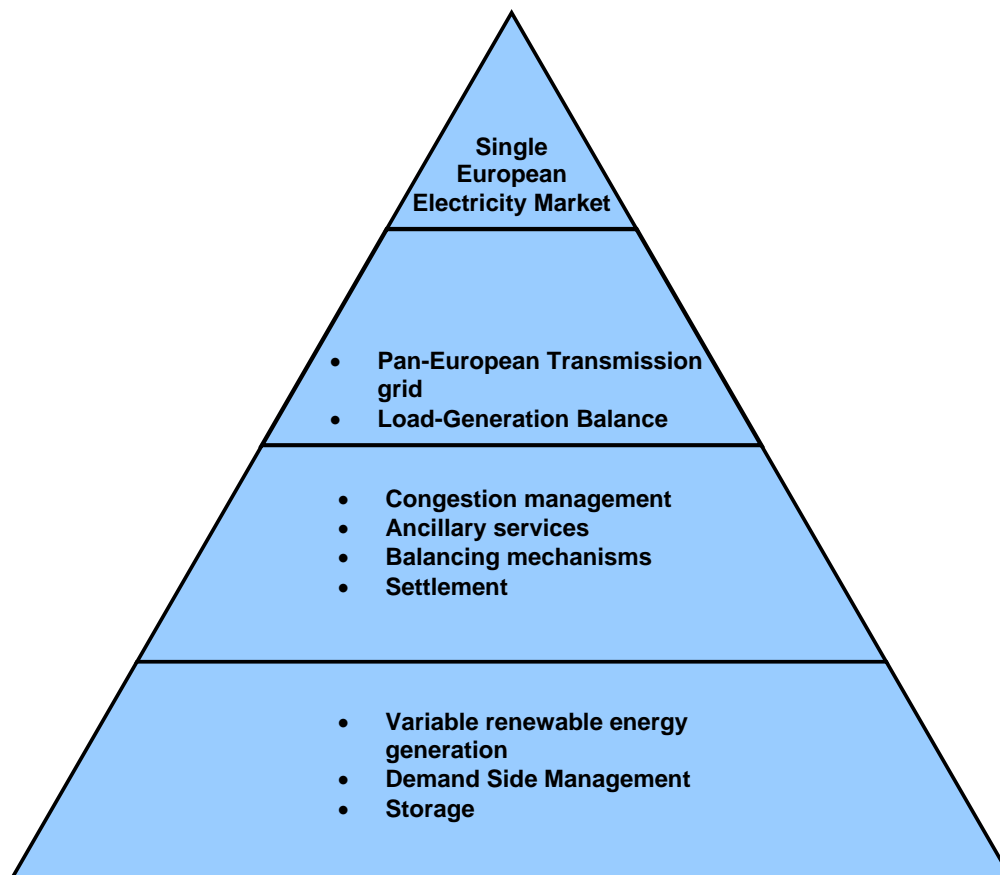 Single
European
Electricity Market
• Pan-European Transmission
grid
• Load-Generation Balance
• Congestion management
• Ancillary services
• Balancing mechanisms
• Settlement
• Variable renewable energy
generation
• Demand Side Management
• Storage